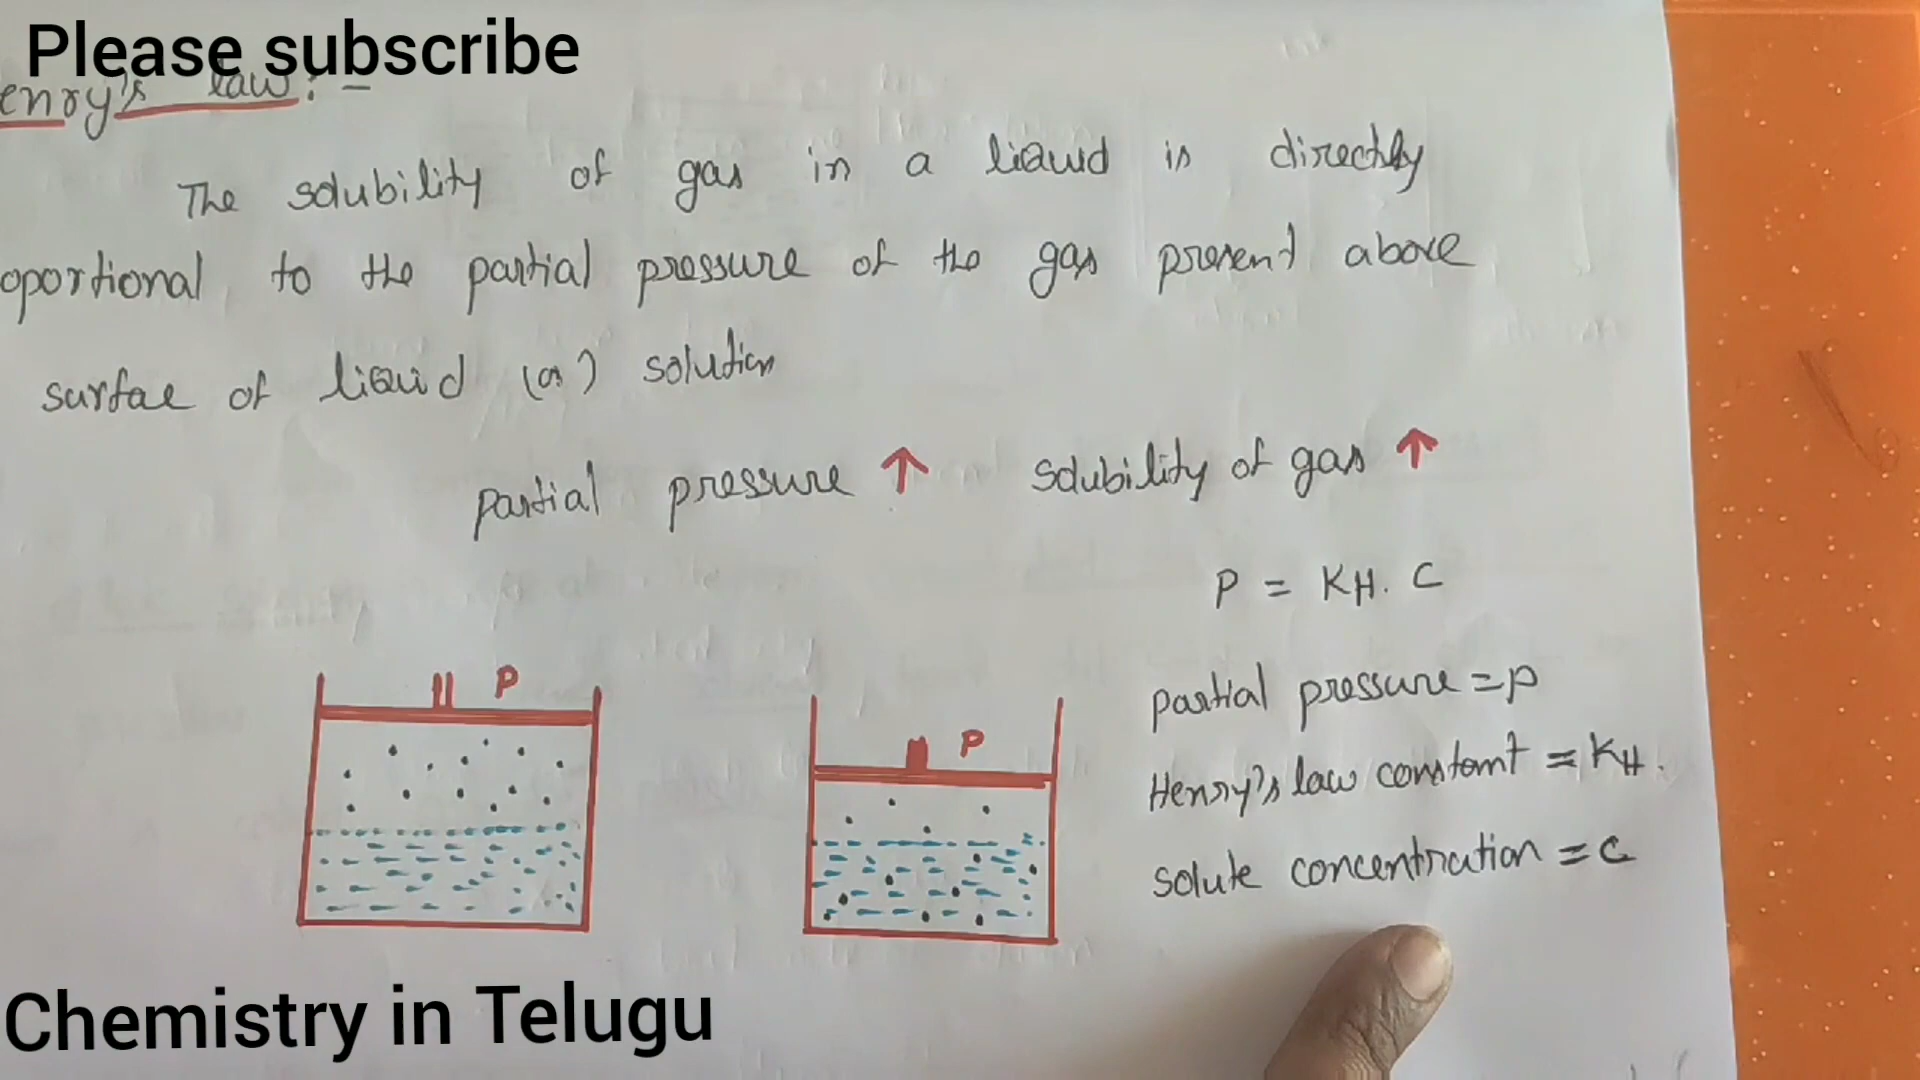 Please subscribe
enry's law:-
The solubility of gas in a liquid is directly
oportional to the partial pressure of the gas present above
surfae of liquid (or) solution
partial pressure ↑ solubility of gas ↑
P = KH. C
P
P
partial pressure = p
Henry's law constant = KH.
solute concentration = C
Chemistry in Telugu